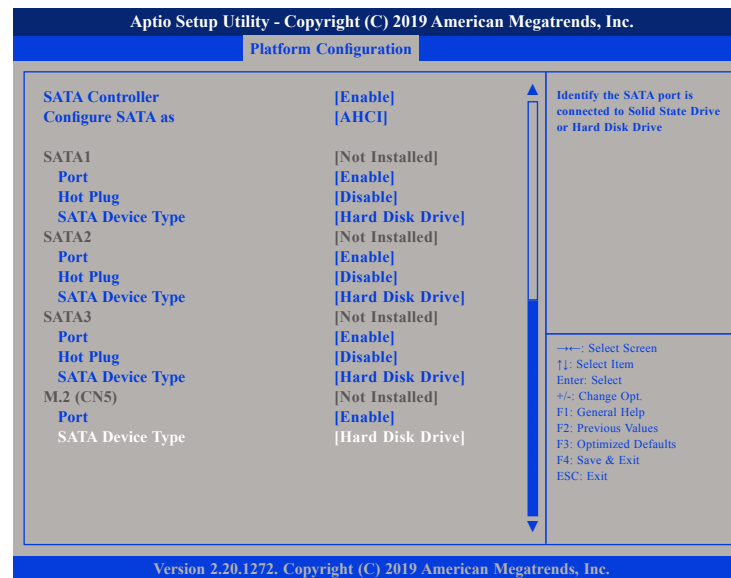 Aptio Setup Utility - Copyright (C) 2019 American Megatrends, Inc.
Platform Configuration
SATA Controller [Enable]
Configure SATA as [AHCI]
SATA1 [Not Installed]
Port [Enable]
Hot Plug [Disable]
SATA Device Type [Hard Disk Drive]
SATA2 [Not Installed]
Port [Enable]
Hot Plug [Disable]
SATA Device Type [Hard Disk Drive]
SATA3 [Not Installed]
Port [Enable]
Hot Plug [Disable]
SATA Device Type [Hard Disk Drive]
M.2 (CN5) [Not Installed]
Port [Enable]
SATA Device Type [Hard Disk Drive]
Identify the SATA port is
connected to Solid State Drive
or Hard Disk Drive
→←: Select Screen
↑↓: Select Item
Enter: Select
+/-: Change Opt.
F1: General Help
F2: Previous Values
F3: Optimized Defaults
F4: Save & Exit
ESC: Exit
Version 2.20.1272. Copyright (C) 2019 American Megatrends, Inc.